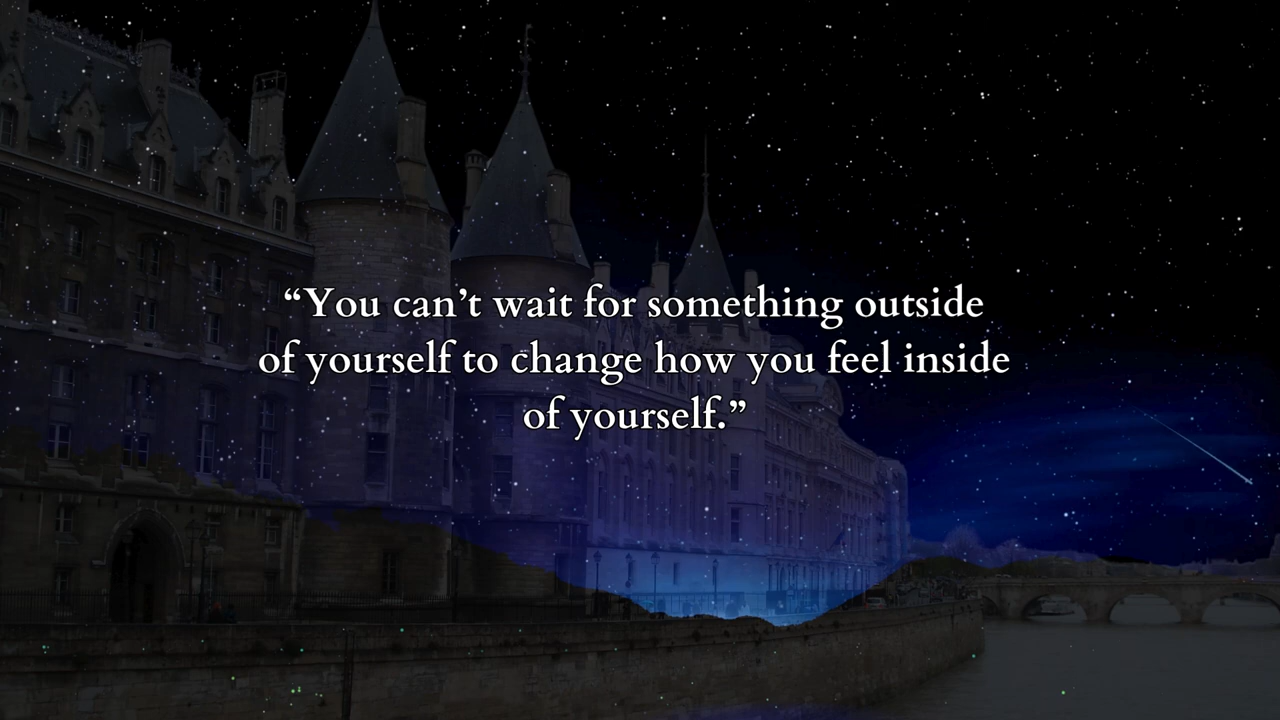 “You can’t wait for something outside
of yourself to change how you feel inside
of yourself.”